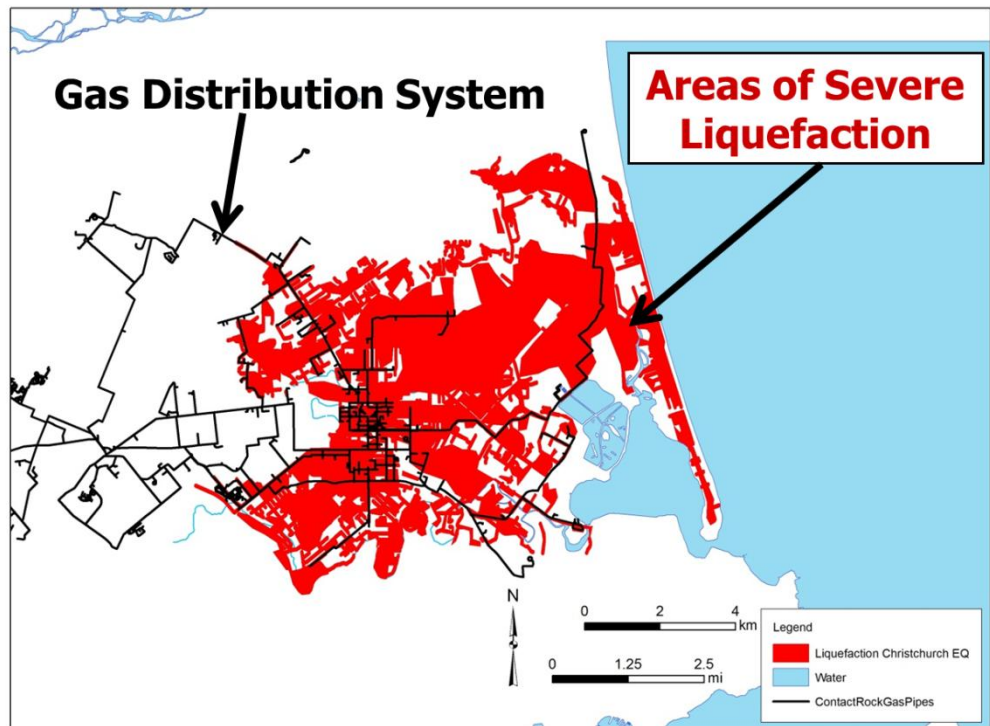 Gas Distribution System
Areas of Severe
Liquefaction
N
0 2 4
km
0 1.25 2.5
mi
Legend
Liquefaction Christchurch EQ
Water
ContactRockGasPipes